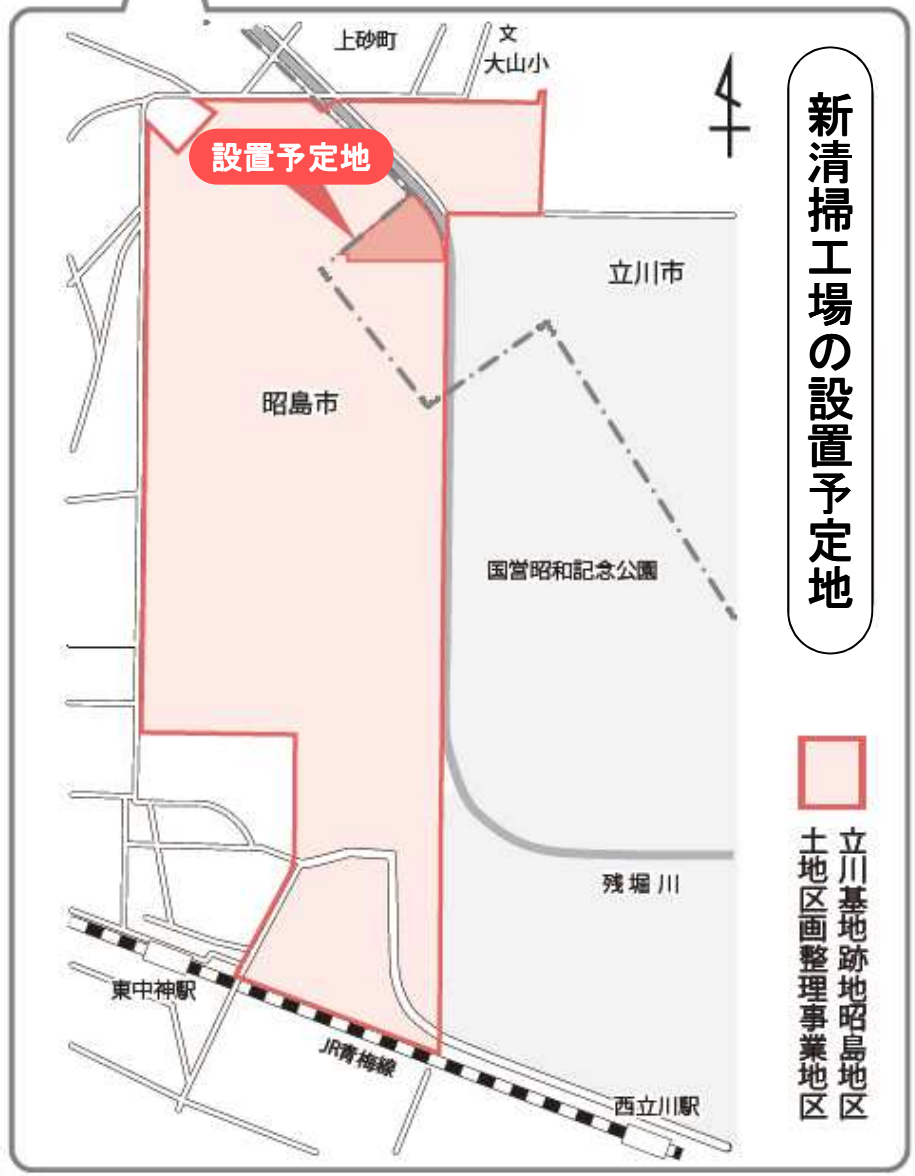 新清掃工場の設置予定地
上砂町
文
大山小
設置予定地
立川市
昭島市
国営昭和記念公園
残堀川
東中神駅
JR青梅線
西立川駅
立川基地跡地昭島地区
土地区画整理事業地区